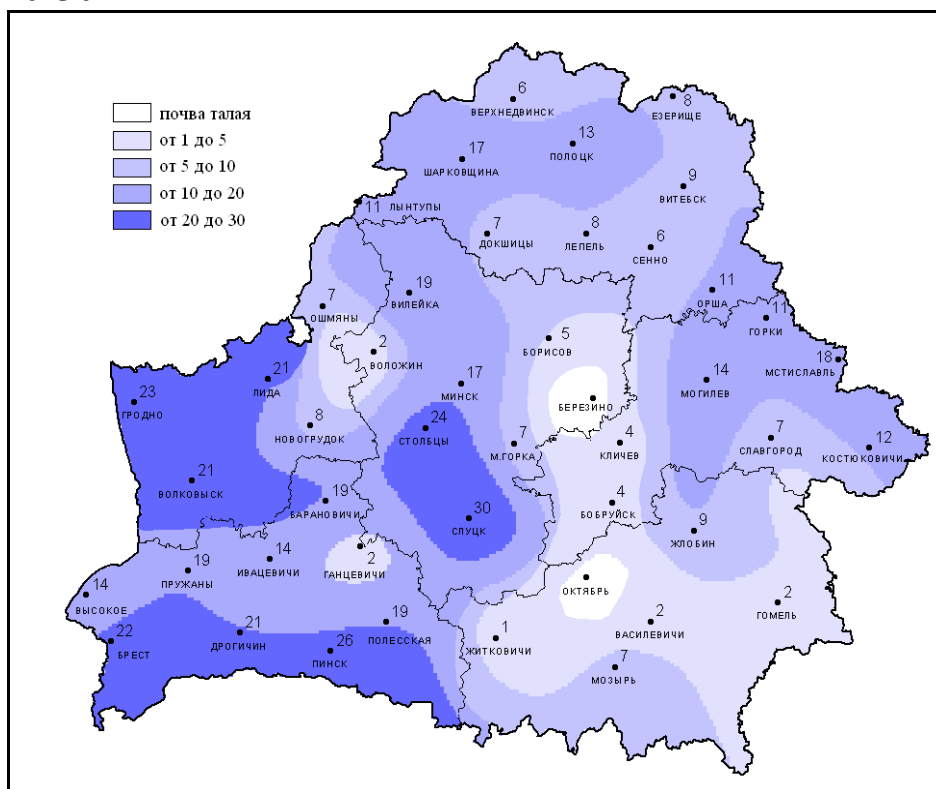 почва талая
от 1 до 5
от 5 до 10
от 10 до 20
от 20 до 30
6
ВЕРХНЕДВИНСК
8
ЕЗЕРИЩЕ
13
ПОЛОЦК
17
ШАРКОВЩИНА
9
ВИТЕБСК
11
ЛЫНТУПЫ
7
ДОКШИЦЫ
8
ЛЕПЕЛЬ
6
СЕННО
19
ВИЛЕЙКА
11
ОРША
7
ОШМЯНЫ
11
ГОРКИ
5
БОРИСОВ
2
ВОЛОЖИН
18
МСТИСЛАВЛЬ
21
ЛИДА
17
МИНСК
14
МОГИЛЕВ
23
ГРОДНО
БЕРЕЗИНО
8
НОВОГРУДОК
24
СТОЛБЦЫ
7
М.ГОРКА
4
КЛИЧЕВ
7
СЛАВГОРОД
12
КОСТЮКОВИЧИ
21
ВОЛКОВЫСК
19
БАРАНОВИЧИ
4
БОБРУЙСК
30
СЛУЦК
9
ЖЛОБИН
19
ПРУЖАНЫ
14
ИВАЦЕВИЧИ
2
ГАНЦЕВИЧИ
ОКТЯБРЬ
14
ВЫСОКОЕ
2
ГОМЕЛЬ
22
БРЕСТ
21
ДРОГИЧИН
19
ПОЛЕССКАЯ
1
ЖИТКОВИЧИ
2
ВАСИЛЕВИЧИ
26
ПИНСК
7
МОЗЫРЬ